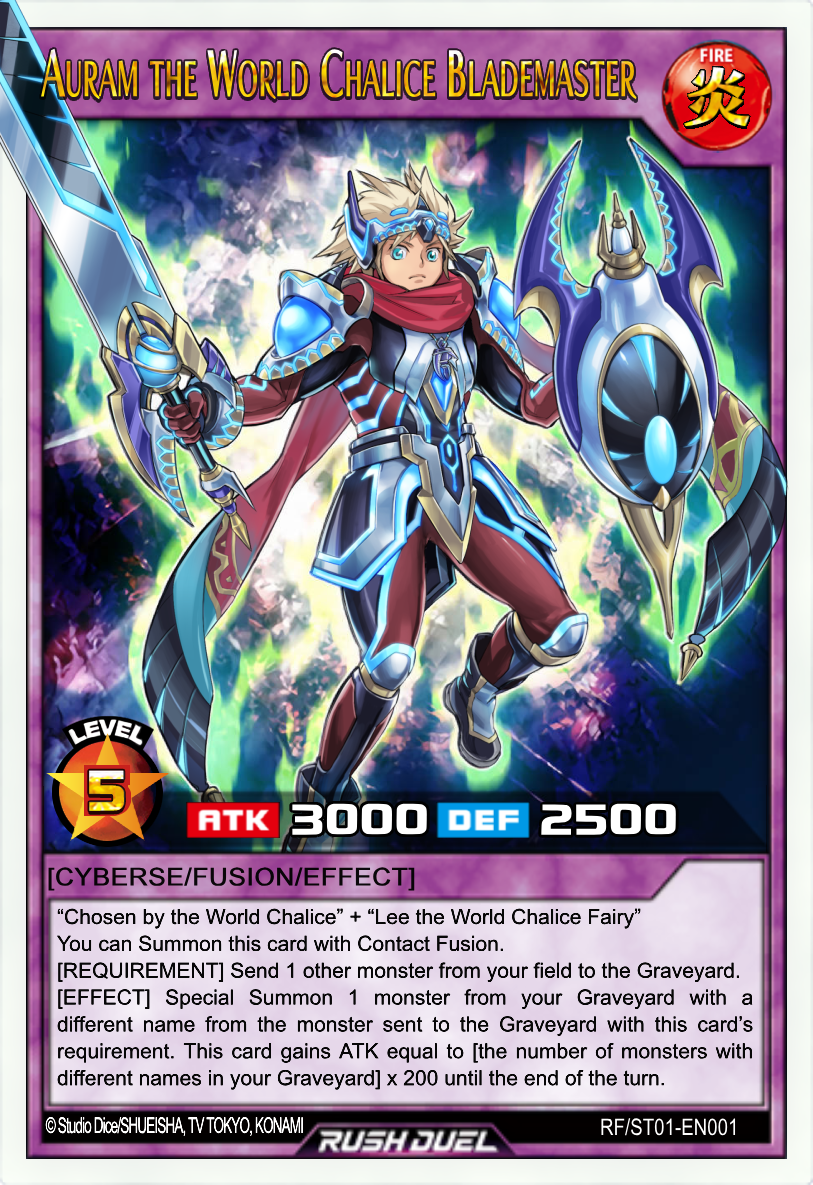 AURAM THE WORLD CHALICE BLADEMASTER
FIRE
炎
LEVEL
5
ATK 3000 DEF 2500
[CYBERSE/FUSION/EFFECT]
“Chosen by the World Chalice” + “Lee the World Chalice Fairy”
You can Summon this card with Contact Fusion.
[REQUIREMENT] Send 1 other monster from your field to the Graveyard.
[EFFECT] Special Summon 1 monster from your Graveyard with a
different name from the monster sent to the Graveyard with this card’s
requirement. This card gains ATK equal to [the number of monsters with
different names in your Graveyard] x 200 until the end of the turn.
© Studio Dice/SHUEISHA, TV TOKYO, KONAMI
RUSH DUEL
RF/ST01-EN001